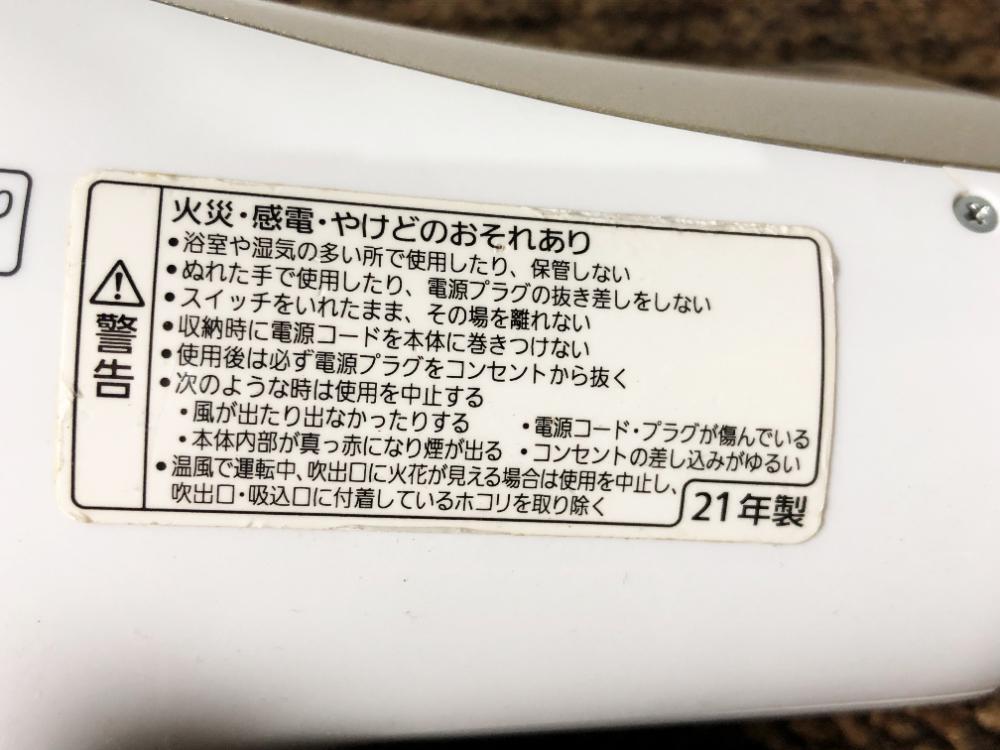 警告
火災・感電・やけどのおそれあり
•浴室や湿気の多い所で使用したり、保管しない
•ぬれた手で使用したり、電源プラグの抜き差しをしない
•スイッチをいれたまま、その場を離れない
•収納時に電源コードを本体に巻きつけない
•使用後は必ず電源プラグをコンセントから抜く
•次のような時は使用を中止する
・風が出たり出なかったりする ・電源コード・プラグが傷んでいる
・本体内部が真っ赤になり煙が出る ・コンセントの差し込みがゆるい
•温風で運転中、吹出口に火花が見える場合は使用を中止し、
吹出口・吸込口に付着しているホコリを取り除く
21年製